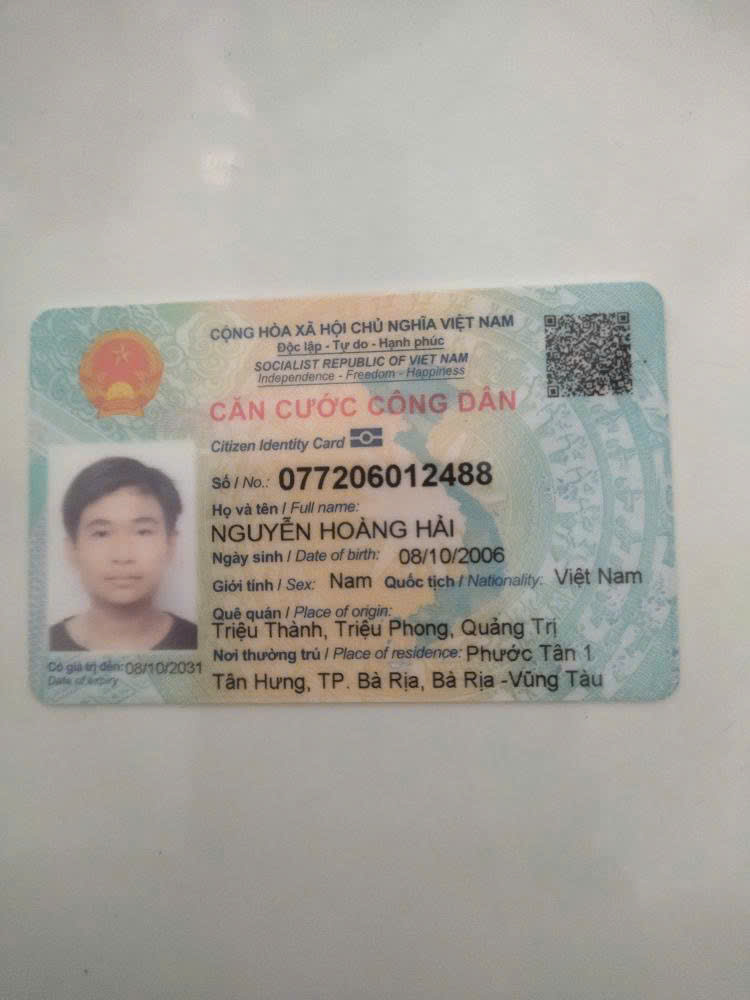 CỘNG HÒA XÃ HỘI CHỦ NGHĨA VIỆT NAM
Độc lập - Tự do - Hạnh phúc
SOCIALIST REPUBLIC OF VIET NAM
Independence - Freedom - Happiness
CĂN CƯỚC CÔNG DÂN
Citizen Identity Card
Số / No.: 077206012488
Họ và tên / Full name:
NGUYỄN HOÀNG HẢI
Ngày sinh / Date of birth: 08/10/2006
Giới tính / Sex: Nam Quốc tịch / Nationality: Việt Nam
Quê quán / Place of origin:
Triệu Thành, Triệu Phong, Quảng Trị
Nơi thường trú / Place of residence: Phước Tân 1
Tân Hưng, TP. Bà Rịa, Bà Rịa -Vũng Tàu
Có giá trị đến: 08/10/2031
Date of expiry